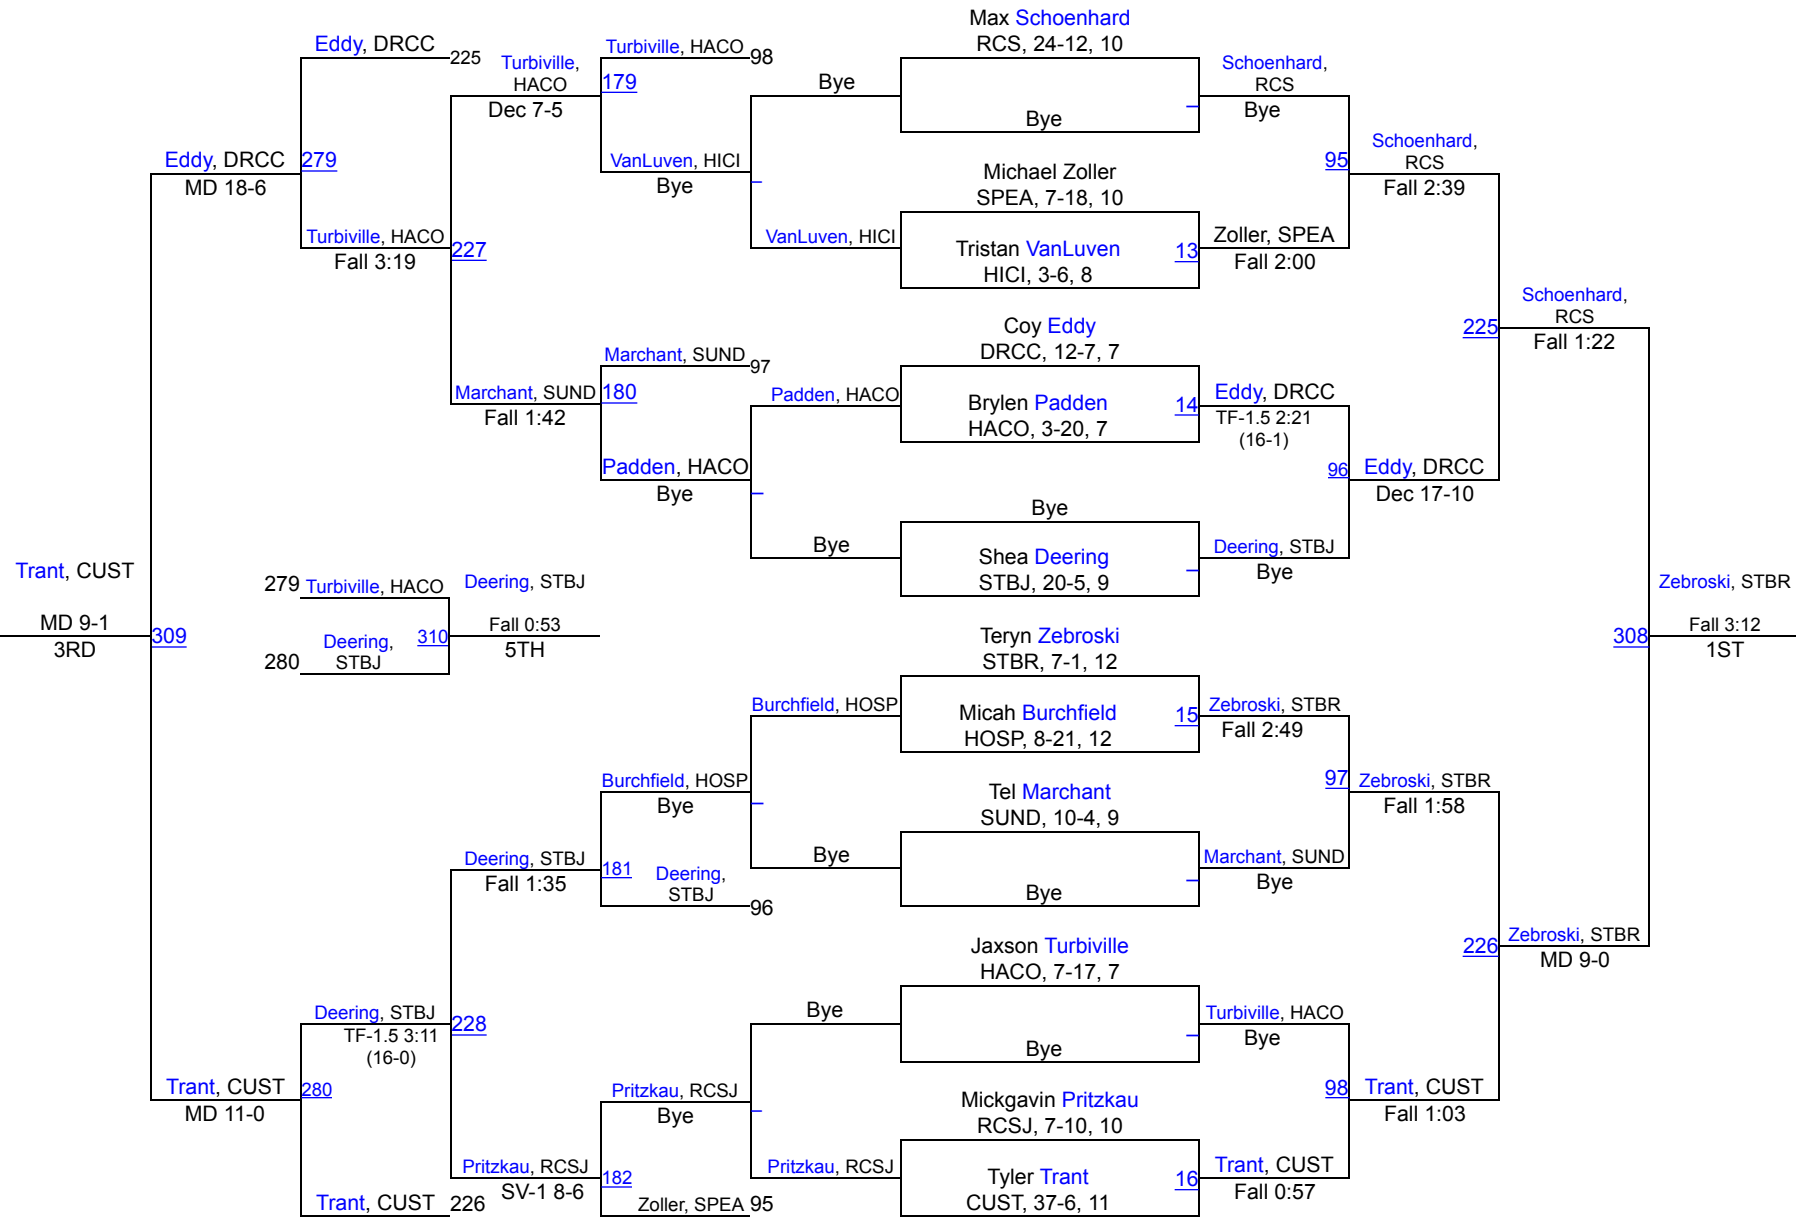 Max Schoenhard
RCS, 24-12, 10
Bye
Michael Zoller
SPEA, 7-18, 10
Tristan VanLuven
HICI, 3-6, 8
13
Coy Eddy
DRCC, 12-7, 7
Brylen Padden
HACO, 3-20, 7
14
Bye
Shea Deering
STBJ, 20-5, 9
Teryn Zebroski
STBR, 7-1, 12
Micah Burchfield
HOSP, 8-21, 12
15
Tel Marchant
SUND, 10-4, 9
Bye
Jaxson Turbiville
HACO, 7-17, 7
Bye
Mickgavin Pritzkau
RCSJ, 7-10, 10
Tyler Trant
CUST, 37-6, 11
16
Schoenhard,
RCS
Bye
95
Zoller, SPEA
Fall 2:00
Eddy, DRCC
TF-1.5 2:21
(16-1)
96
Deering, STBJ
Bye
Zebroski, STBR
Fall 2:49
97
Marchant, SUND
Bye
Turbiville, HACO
Bye
98
Trant, CUST
Fall 0:57
Schoenhard,
RCS
Fall 2:39
225
Eddy, DRCC
Dec 17-10
Zebroski, STBR
Fall 1:58
226
Trant, CUST
Fall 1:03
Schoenhard,
RCS
Fall 1:22
308
Zebroski, STBR
MD 9-0
Zebroski, STBR
Fall 3:12
1ST
Bye
VanLuven, HICI
Padden, HACO
Bye
Burchfield, HOSP
Bye
Bye
Pritzkau, RCSJ
Turbiville, HACO
98
179
VanLuven, HICI
Bye
Marchant, SUND
97
180
Padden, HACO
Bye
Burchfield, HOSP
Bye
181
Deering,
STBJ
96
Pritzkau, RCSJ
Bye
182
Zoller, SPEA
95
Turbiville,
HACO
Dec 7-5
227
Marchant, SUND
Fall 1:42
Deering, STBJ
Fall 1:35
228
Pritzkau, RCSJ
SV-1 8-6
Eddy, DRCC
225
279
Turbiville, HACO
Fall 3:19
Deering, STBJ
TF-1.5 3:11
(16-0)
280
Trant, CUST
226
Eddy, DRCC
MD 18-6
309
Trant, CUST
MD 11-0
Trant, CUST
MD 9-1
3RD
279
Turbiville, HACO
280
Deering,
STBJ
310
Deering, STBJ
Fall 0:53
5TH